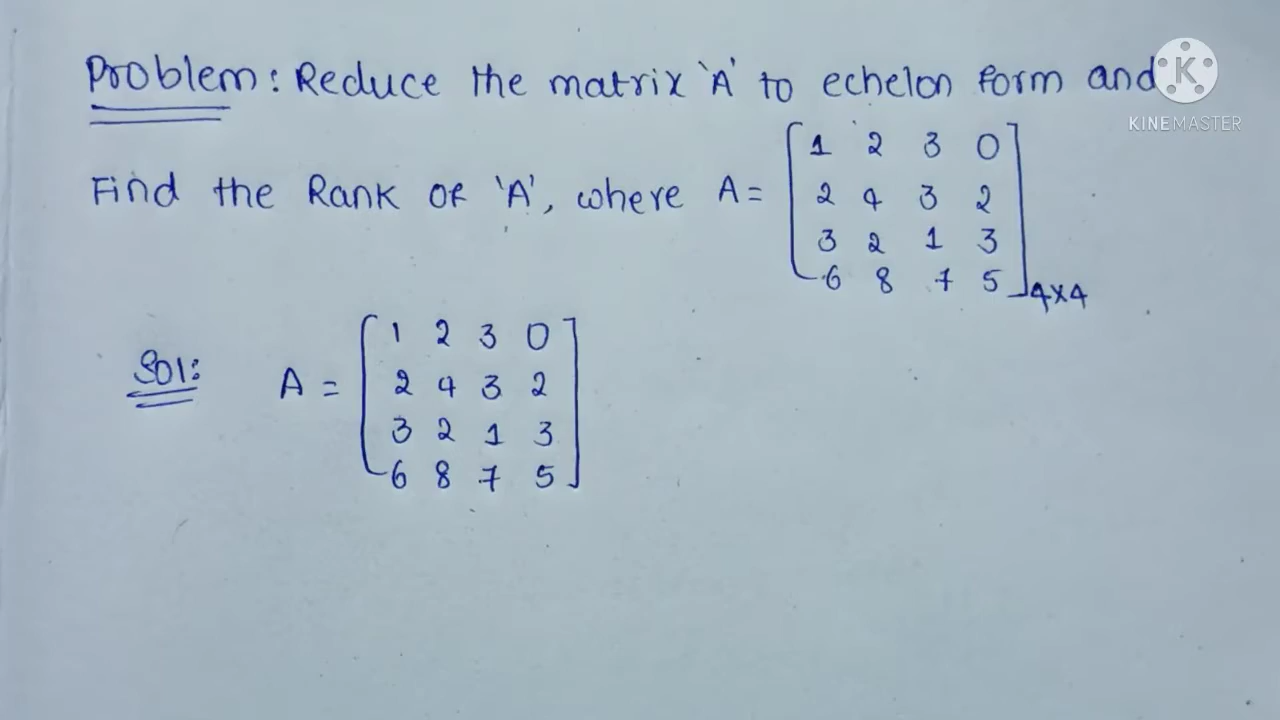 Problem: Reduce the matrix 'A' to echelon form and
K
KINEMASTER
Find the Rank of 'A', where A = [1 2 3 0
2 4 3 2
3 2 1 3
6 8 7 5]4x4
Sol: A = [1 2 3 0
2 4 3 2
3 2 1 3
6 8 7 5]